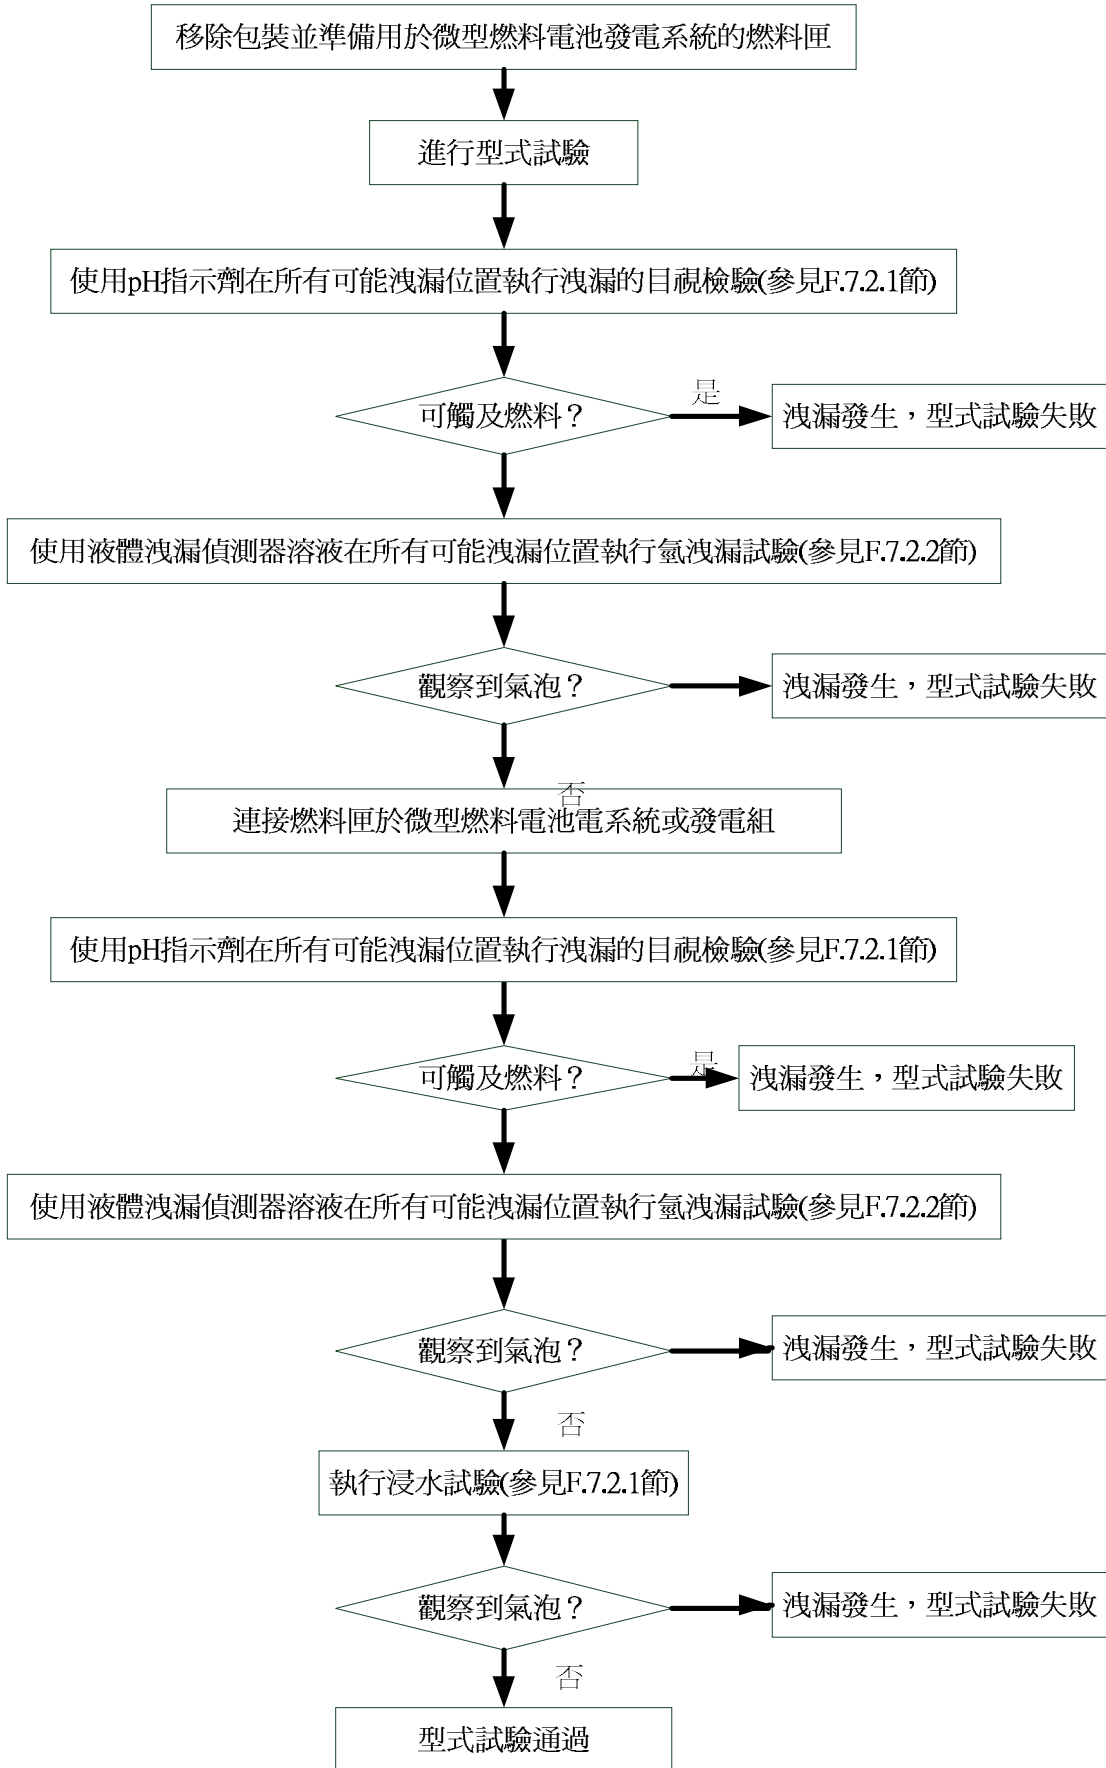 移除包裝並準備用於微型燃料電池發電系統的燃料匣
進行型式試驗
使用pH指示劑在所有可能洩漏位置執行洩漏的目視檢驗(參見F.7.2.1節)
可觸及燃料？
是
洩漏發生，型式試驗失敗
使用液體洩漏偵測器溶液在所有可能洩漏位置執行氫洩漏試驗(參見F.7.2.2節)
觀察到氣泡？
洩漏發生，型式試驗失敗
否
連接燃料匣於微型燃料電池電系統或發電組
使用pH指示劑在所有可能洩漏位置執行洩漏的目視檢驗(參見F.7.2.1節)
可觸及燃料？
是
洩漏發生，型式試驗失敗
使用液體洩漏偵測器溶液在所有可能洩漏位置執行氫洩漏試驗(參見F.7.2.2節)
觀察到氣泡？
洩漏發生，型式試驗失敗
否
執行浸水試驗(參見F.7.2.1節)
觀察到氣泡？
洩漏發生，型式試驗失敗
否
型式試驗通過